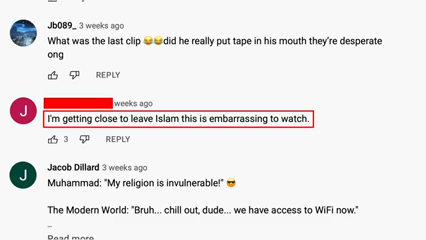 Jb089_ 3 weeks ago
What was the last clip 😂😂did he really put tape in his mouth they're desperate
ong
REPLY
J
weeks ago
I'm getting close to leave Islam this is embarrassing to watch.
3 REPLY
J
Jacob Dillard 3 weeks ago
Muhammad: "My religion is invulnerable!" 😎
The Modern World: "Bruh... chill out, dude... we have access to WiFi now."
..
Read more